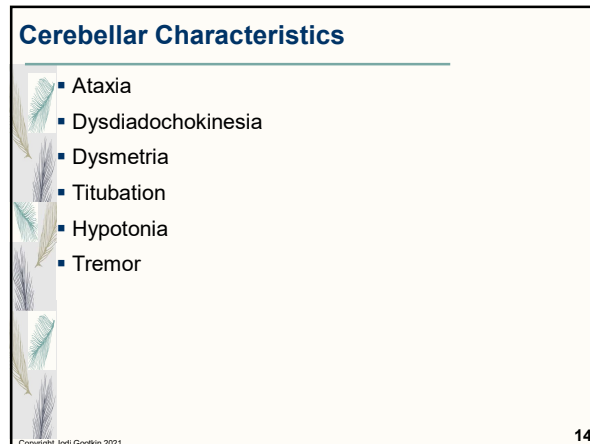 Cerebellar Characteristics
▪ Ataxia
▪ Dysdiadochokinesia
▪ Dysmetria
▪ Titubation
▪ Hypotonia
▪ Tremor
Copyright Jodi Gootkin 2021
14